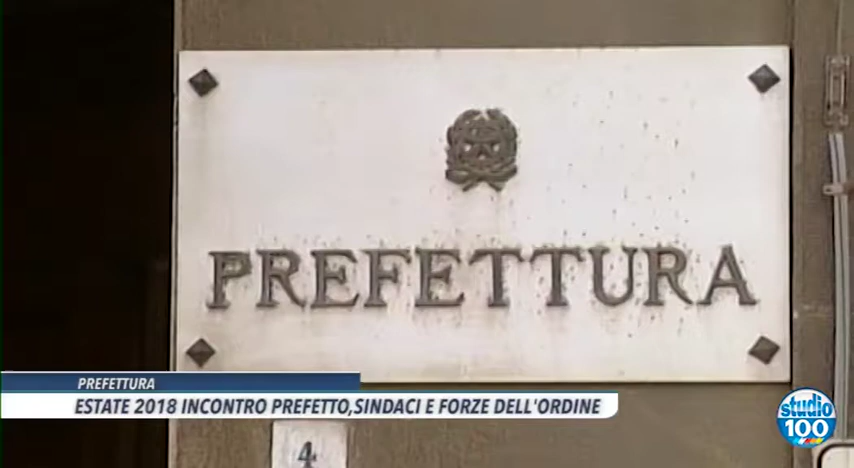 PREFETTURA
PREFETTURA
ESTATE 2018 INCONTRO PREFETTO,SINDACI E FORZE DELL'ORDINE
4
studio
100